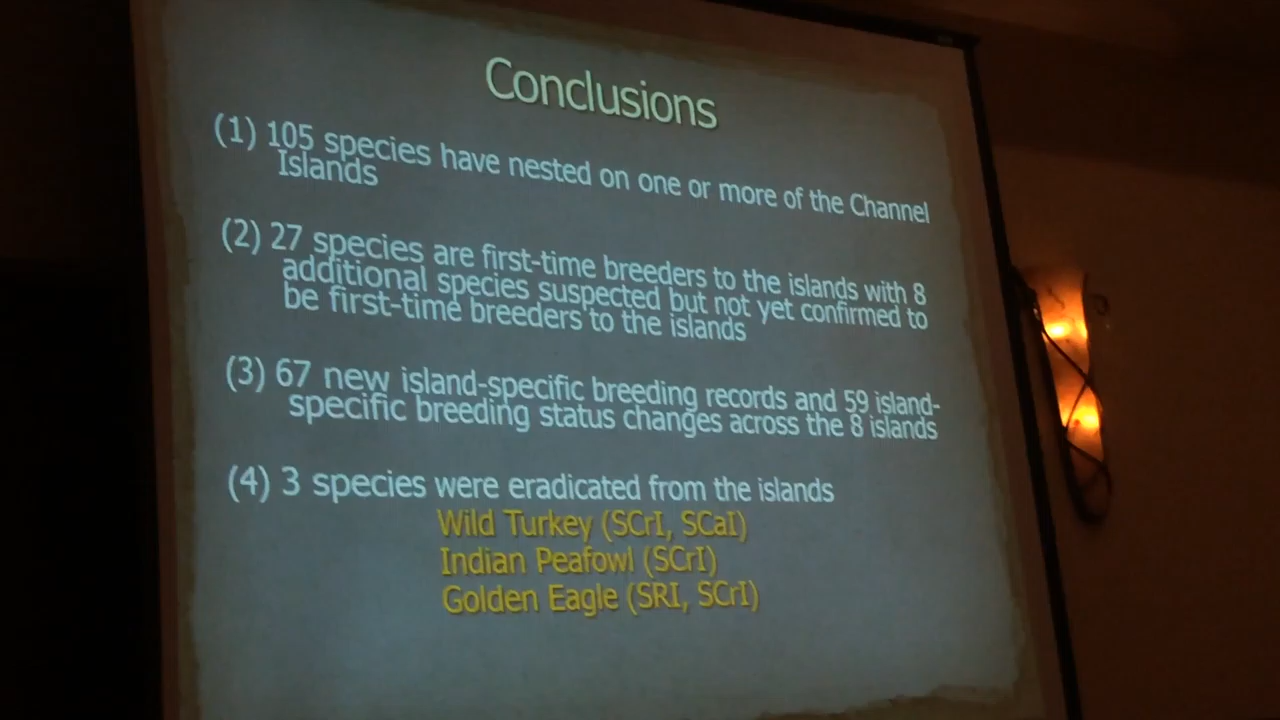 Conclusions
(1) 105 species have nested on one or more of the Channel
Islands
(2) 27 species are first-time breeders to the islands with 8
additional species suspected but not yet confirmed to
be first-time breeders to the islands
(3) 67 new island-specific breeding records and 59 island-
specific breeding status changes across the 8 islands
(4) 3 species were eradicated from the islands
Wild Turkey (SCrI, SCaI)
Indian Peafowl (SCrI)
Golden Eagle (SRI, SCrI)